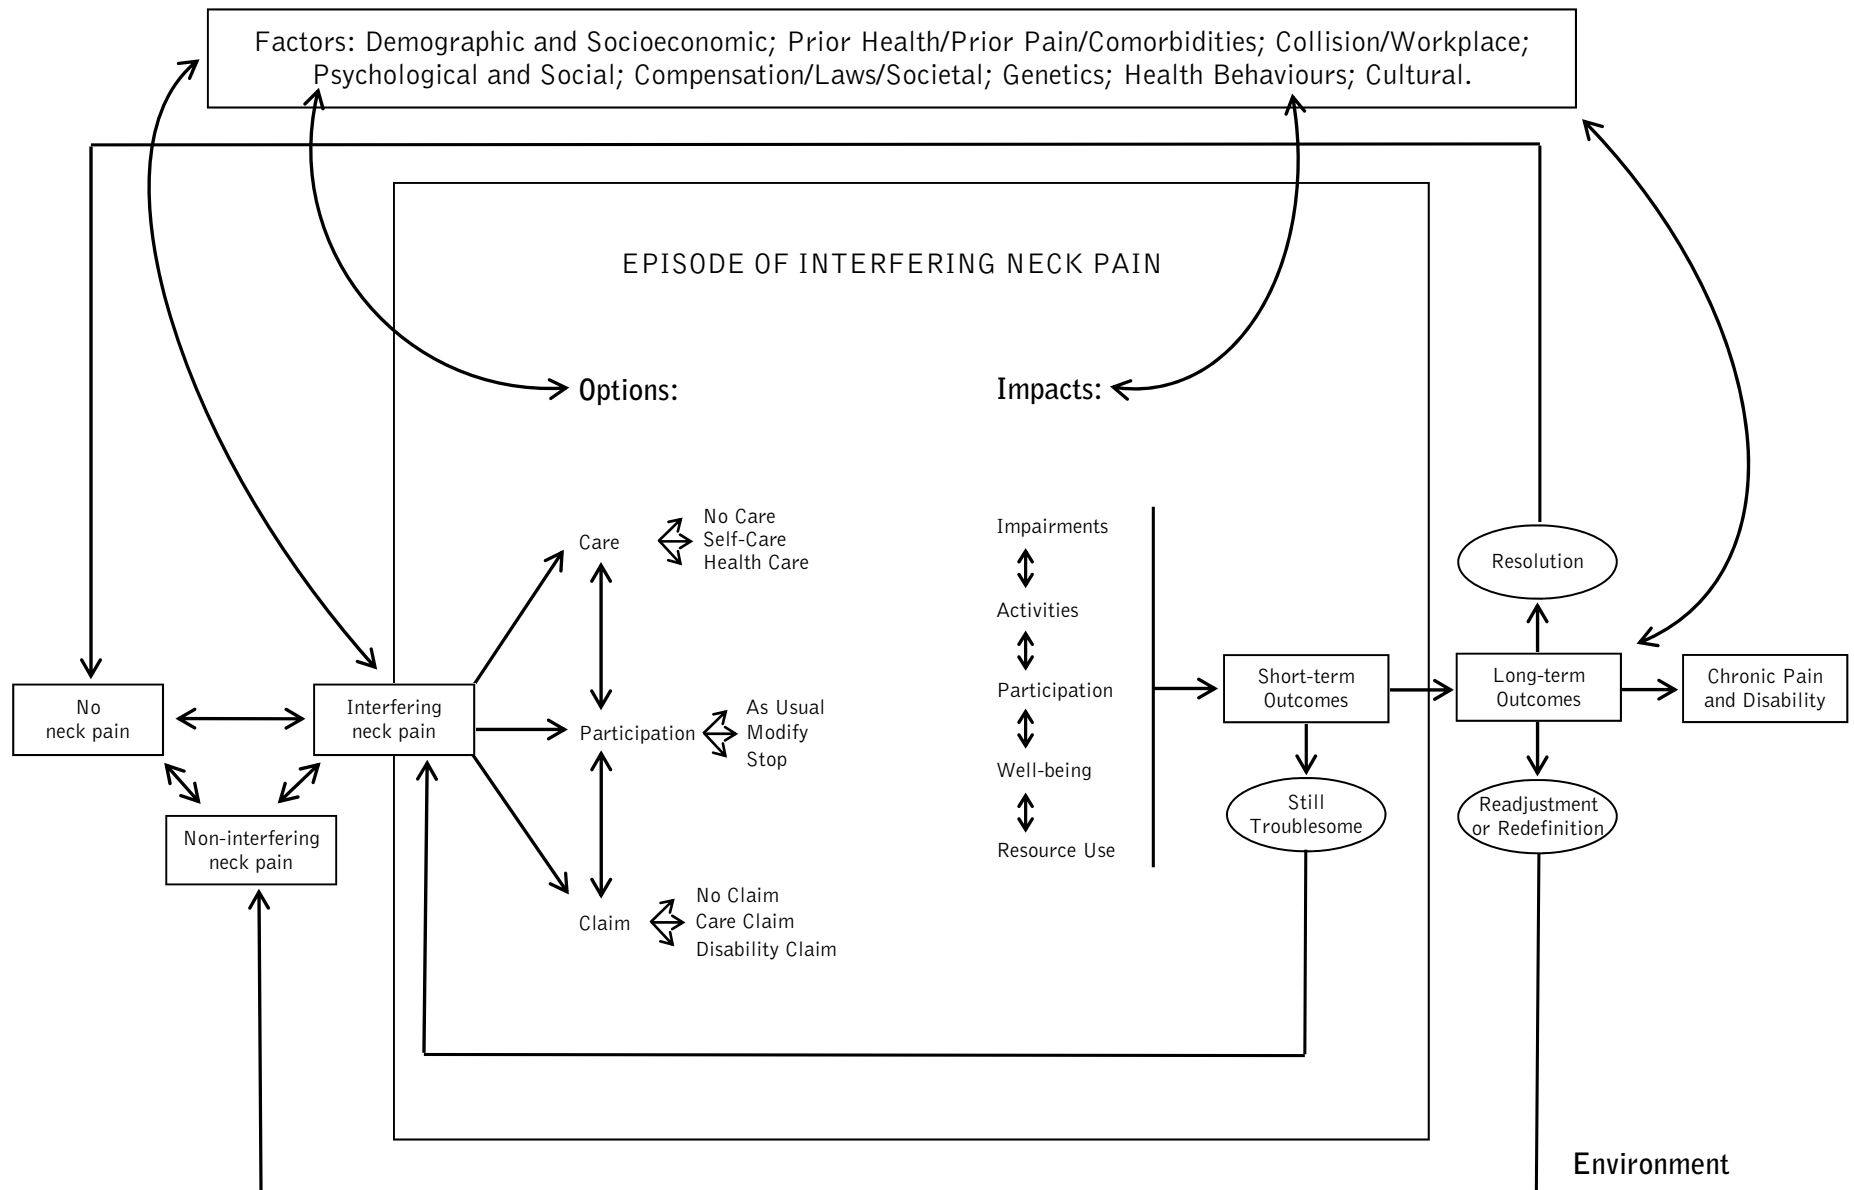 Factors: Demographic and Socioeconomic; Prior Health/Prior Pain/Comorbidities; Collision/Workplace;
Psychological and Social; Compensation/Laws/Societal; Genetics; Health Behaviours; Cultural.
EPISODE OF INTERFERING NECK PAIN
Options:
Impacts:
No
neck pain
Non-interfering
neck pain
Interfering
neck pain
Care
No Care
Self-Care
Health Care
Participation
As Usual
Modify
Stop
Claim
No Claim
Care Claim
Disability Claim
Impairments
Activities
Participation
Well-being
Resource Use
Short-term
Outcomes
Still
Troublesome
Resolution
Long-term
Outcomes
Readjustment
or Redefinition
Chronic Pain
and Disability
Environment